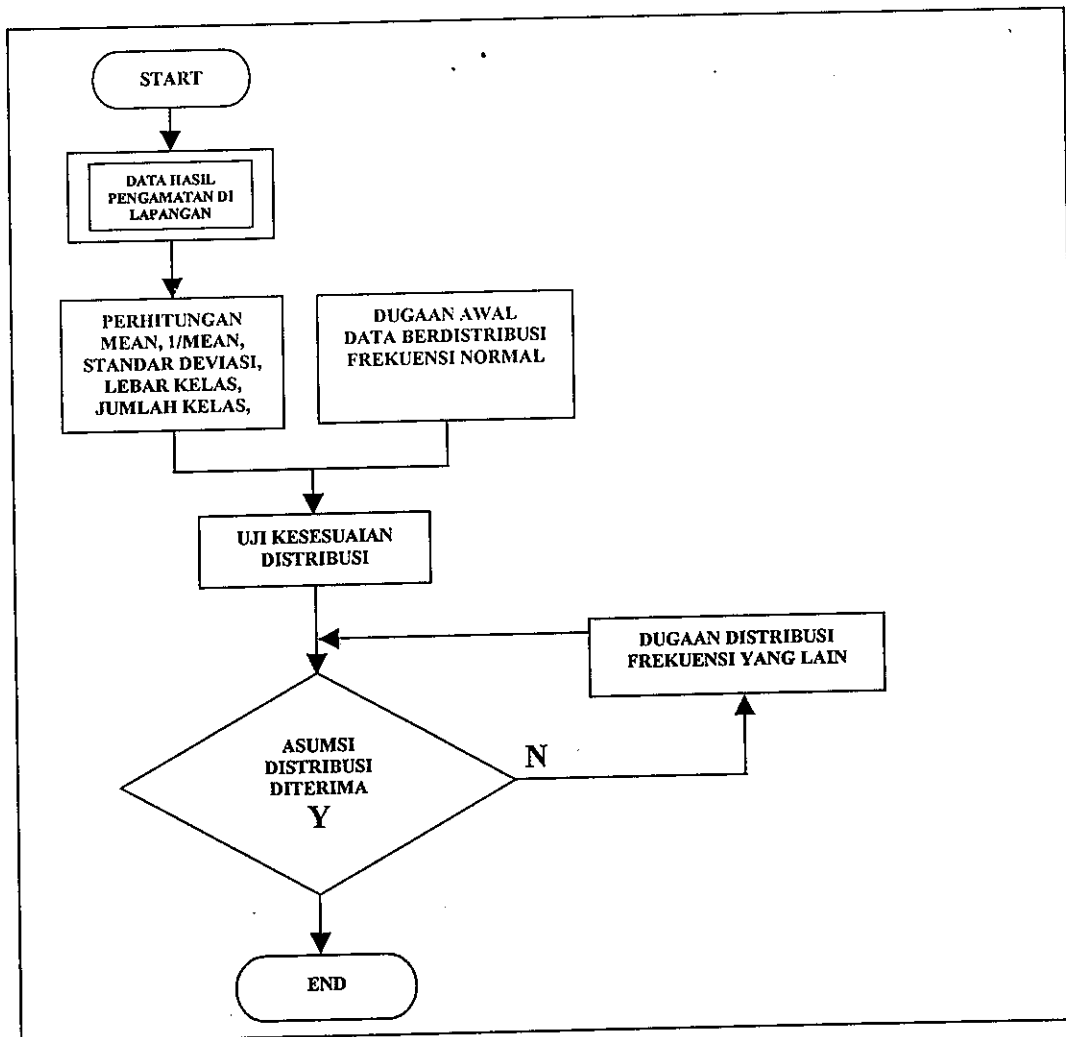 START
DATA HASIL
PENGAMATAN DI
LAPANGAN
PERHITUNGAN
MEAN, 1/MEAN,
STANDAR DEVIASI,
LEBAR KELAS,
JUMLAH KELAS,
DUGAAN AWAL
DATA BERDISTRIBUSI
FREKUENSI NORMAL
UJI KESESUAIAN
DISTRIBUSI
DUGAAN DISTRIBUSI
FREKUENSI YANG LAIN
ASUMSI
DISTRIBUSI
DITERIMA
Y
N
END